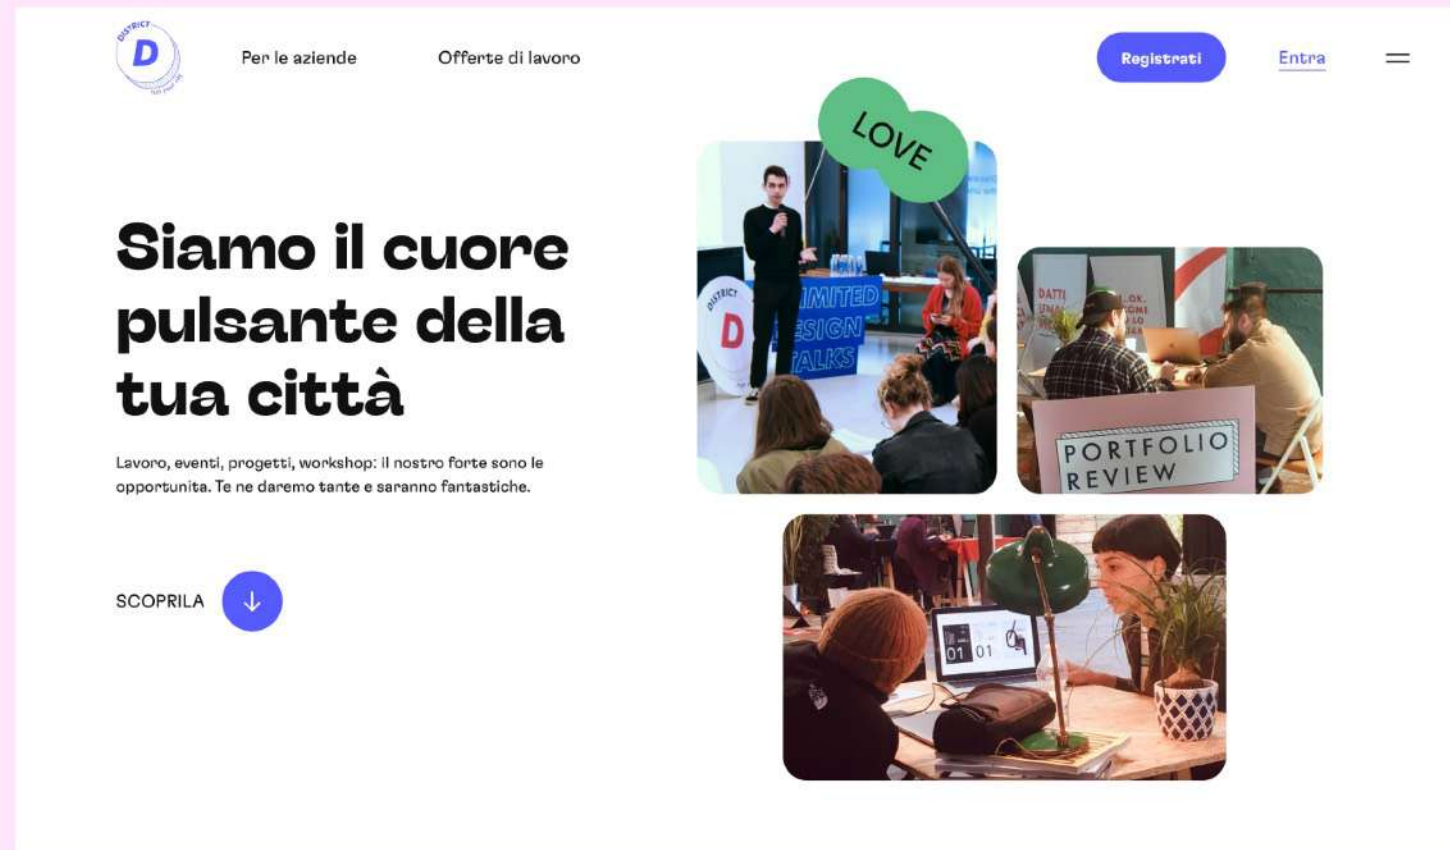 DISTRICT
D
Per le aziende
Offerte di lavoro
Registrati
Entra
LOVE
Siamo il cuore
pulsante della
tua città
Lavoro, eventi, progetti, workshop: il nostro forte sono le
opportunita. Te ne daremo tante e saranno fantastiche.
SCOPRILA
DISTRICT
D
DESIGN
TALKS
DATTI
PORTFOLIO
REVIEW
01 01